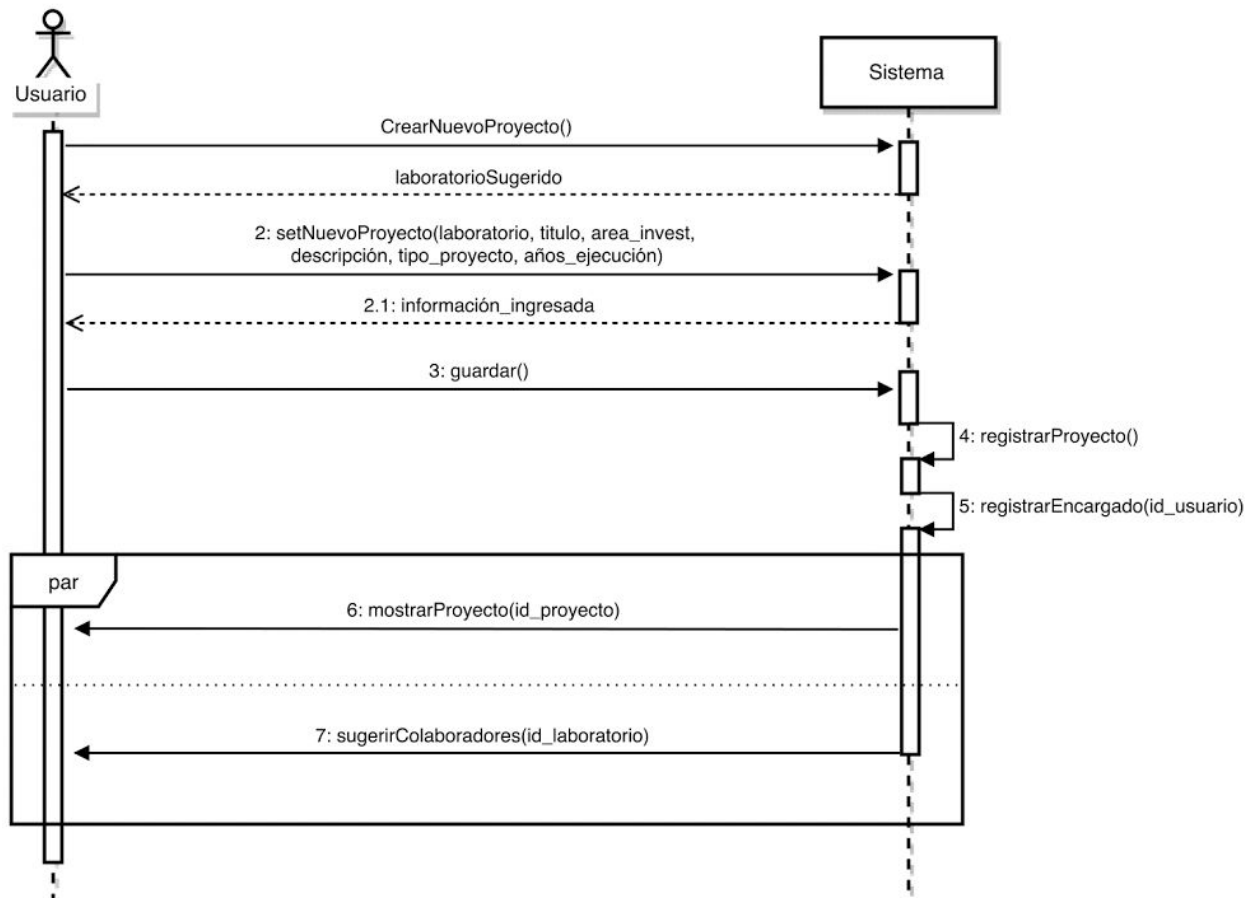 Usuario
Sistema
CrearNuevoProyecto()
laboratorioSugerido
2: setNuevoProyecto(laboratorio, titulo, area_invest,
descripción, tipo_proyecto, años_ejecución)
2.1: información_ingresada
3: guardar()
4: registrarProyecto()
5: registrarEncargado(id_usuario)
par
6: mostrarProyecto(id_proyecto)
7: sugerirColaboradores(id_laboratorio)